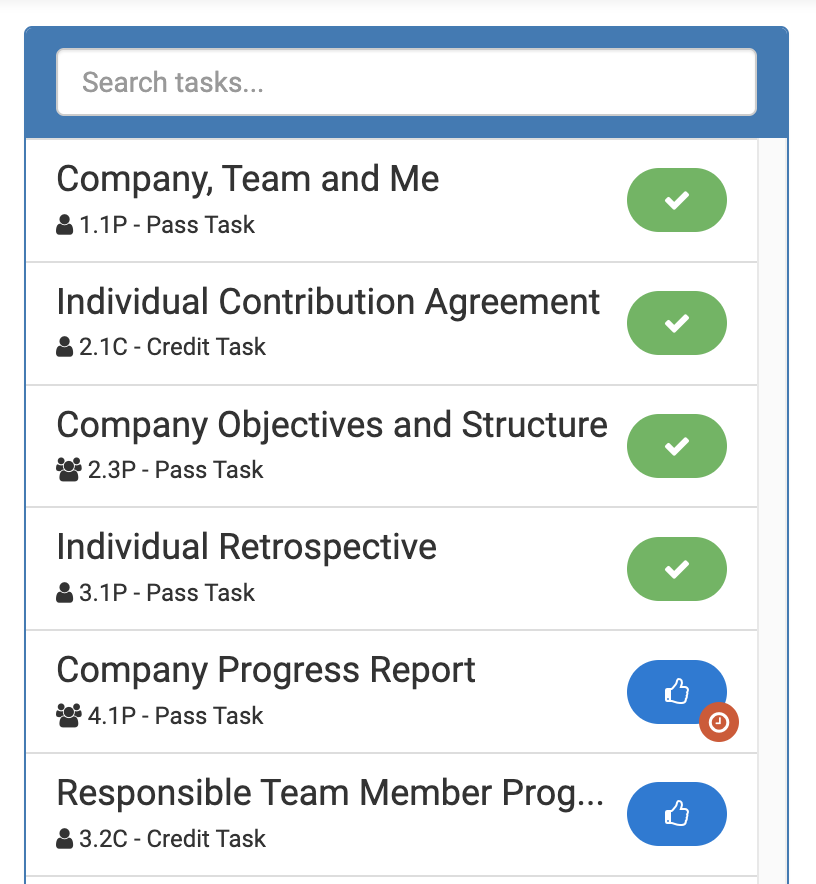 Search tasks...
Company, Team and Me
1.1P - Pass Task
Individual Contribution Agreement
2.1C - Credit Task
Company Objectives and Structure
2.3P - Pass Task
Individual Retrospective
3.1P - Pass Task
Company Progress Report
4.1P - Pass Task
Responsible Team Member Prog...
3.2C - Credit Task